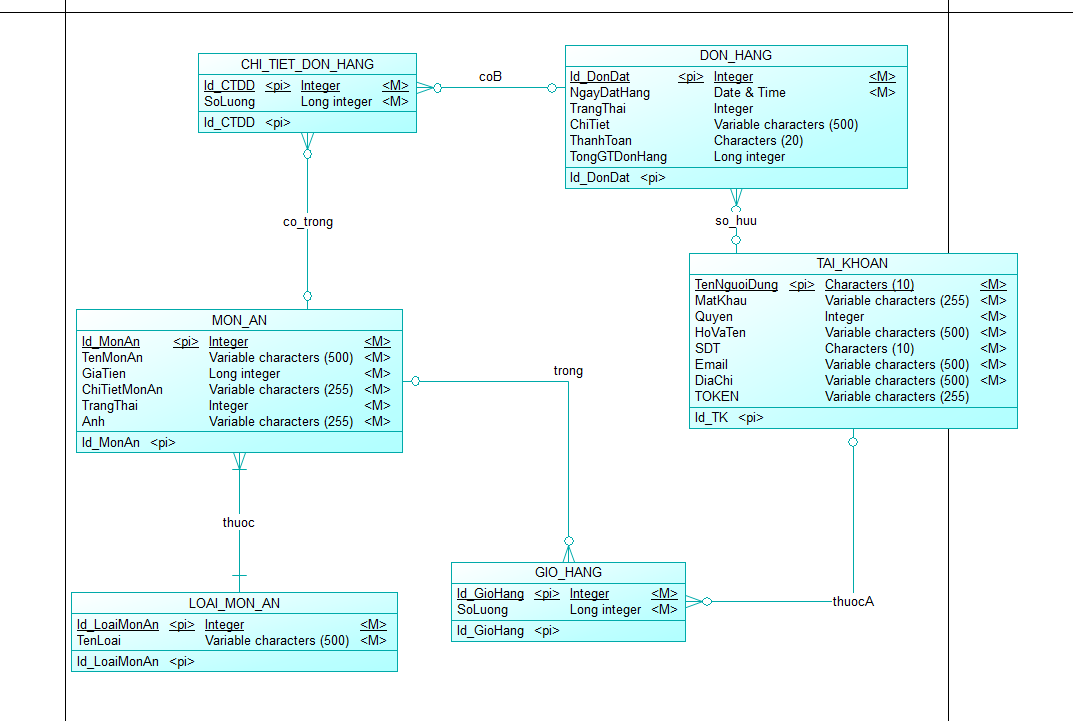 CHI_TIET_DON_HANG
Id_CTDD <pi> Integer <M>
SoLuong Long integer <M>
Id_CTDD <pi>
coB
DON_HANG
Id_DonDat <pi> Integer <M>
NgayDatHang Date & Time <M>
TrangThai Integer
ChiTiet Variable characters (500)
ThanhToan Characters (20)
TongGTDonHang Long integer
Id_DonDat <pi>
co_trong
so_huu
TAI_KHOAN
TenNguoiDung <pi> Characters (10) <M>
MatKhau Variable characters (255) <M>
Quyen Integer <M>
HoVaTen Variable characters (500) <M>
SDT Characters (10) <M>
Email Variable characters (500) <M>
DiaChi Variable characters (500) <M>
TOKEN Variable characters (255)
Id_TK <pi>
MON_AN
Id_MonAn <pi> Integer <M>
TenMonAn Variable characters (500) <M>
GiaTien Long integer <M>
ChiTietMonAn Variable characters (255) <M>
TrangThai Integer <M>
Anh Variable characters (255) <M>
Id_MonAn <pi>
trong
thuoc
LOAI_MON_AN
Id_LoaiMonAn <pi> Integer <M>
TenLoai Variable characters (500) <M>
Id_LoaiMonAn <pi>
GIO_HANG
Id_GioHang <pi> Integer <M>
SoLuong Long integer <M>
Id_GioHang <pi>
thuocA